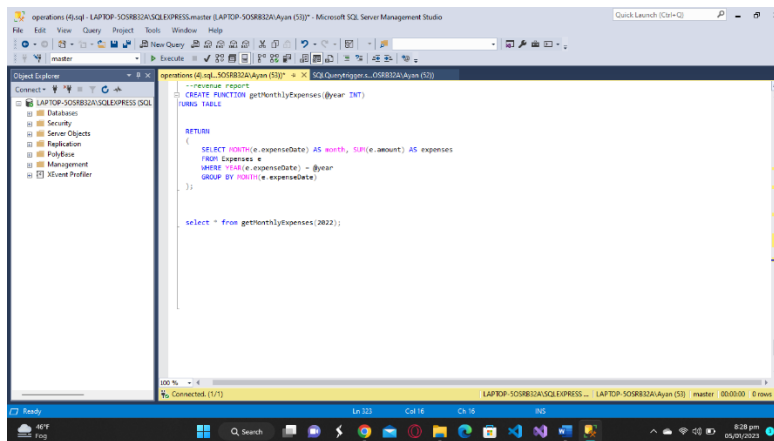 operations (4).sql - LAPTOP-5OSRB32A\SQLEXPRESS.master (LAPTOP-5OSRB32A\Ayan (53))* - Microsoft SQL Server Management Studio
Quick Launch (Ctrl+Q)
File Edit View Query Project Tools Window Help
New Query
master
Execute
Object Explorer
operations (4).sql...5OSRB32A\Ayan (53))*
SQLQuerytrigger.s...OSRB32A\Ayan (52))
Connect
LAPTOP-5OSRB32A\SQLEXPRESS (SQL
Databases
Security
Server Objects
Replication
PolyBase
Management
XEvent Profiler
--revenue report
CREATE FUNCTION getMonthlyExpenses(@year INT)
TURNS TABLE
RETURN
(
SELECT MONTH(e.expenseDate) AS month, SUM(e.amount) AS expenses
FROM Expenses e
WHERE YEAR(e.expenseDate) = @year
GROUP BY MONTH(e.expenseDate)
);
select * from getMonthlyExpenses(2022);
100 %
Connected. (1/1)
LAPTOP-5OSRB32A\SQLEXPRESS ...
LAPTOP-5OSRB32A\Ayan (53)
master
00:00:00
0 rows
Ready
Ln 323
Col 16
Ch 16
INS
46°F
Fog
Search
8:28 pm
05/01/2023